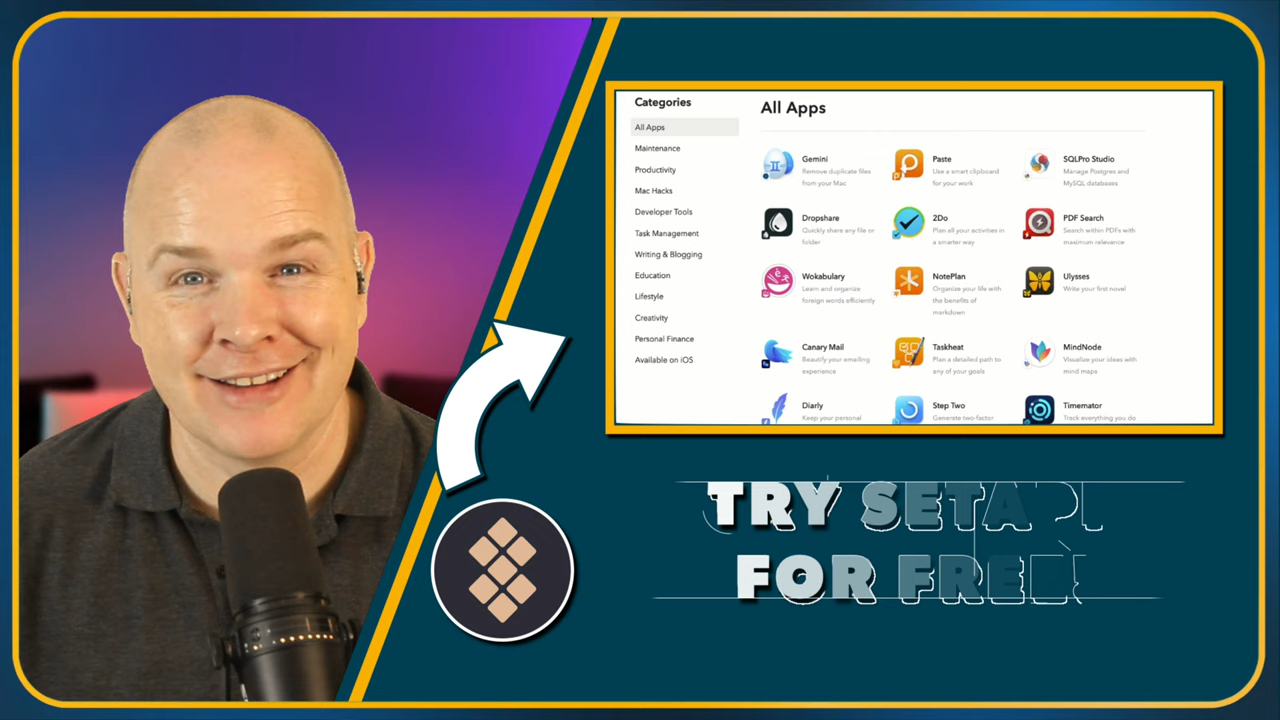 Categories
All Apps
Maintenance
Productivity
Mac Hacks
Developer Tools
Task Management
Writing & Blogging
Education
Lifestyle
Creativity
Personal Finance
Available on iOS
All Apps
Gemini
Remove duplicate files
from your Mac
Paste
Use a smart clipboard
for your work
SQLPro Studio
Manage Postgres and
MySQL databases
Dropshare
Quickly share any file or
folder
2Do
Plan all your activities in
a smarter way
PDF Search
Search within PDFs with
maximum relevance
Wokabulary
Learn and organize
foreign words efficiently
NotePlan
Organize your life with
the benefits of
markdown
Ulysses
Write your first novel
Canary Mail
Beautify your emailing
experience
Taskheat
Plan a detailed path to
any of your goals
MindNode
Visualize your ideas with
mind maps
Diarly
Keep your personal
Step Two
Generate two-factor
Timemator
Track everything you do
TRY SETAPP
FOR FREE